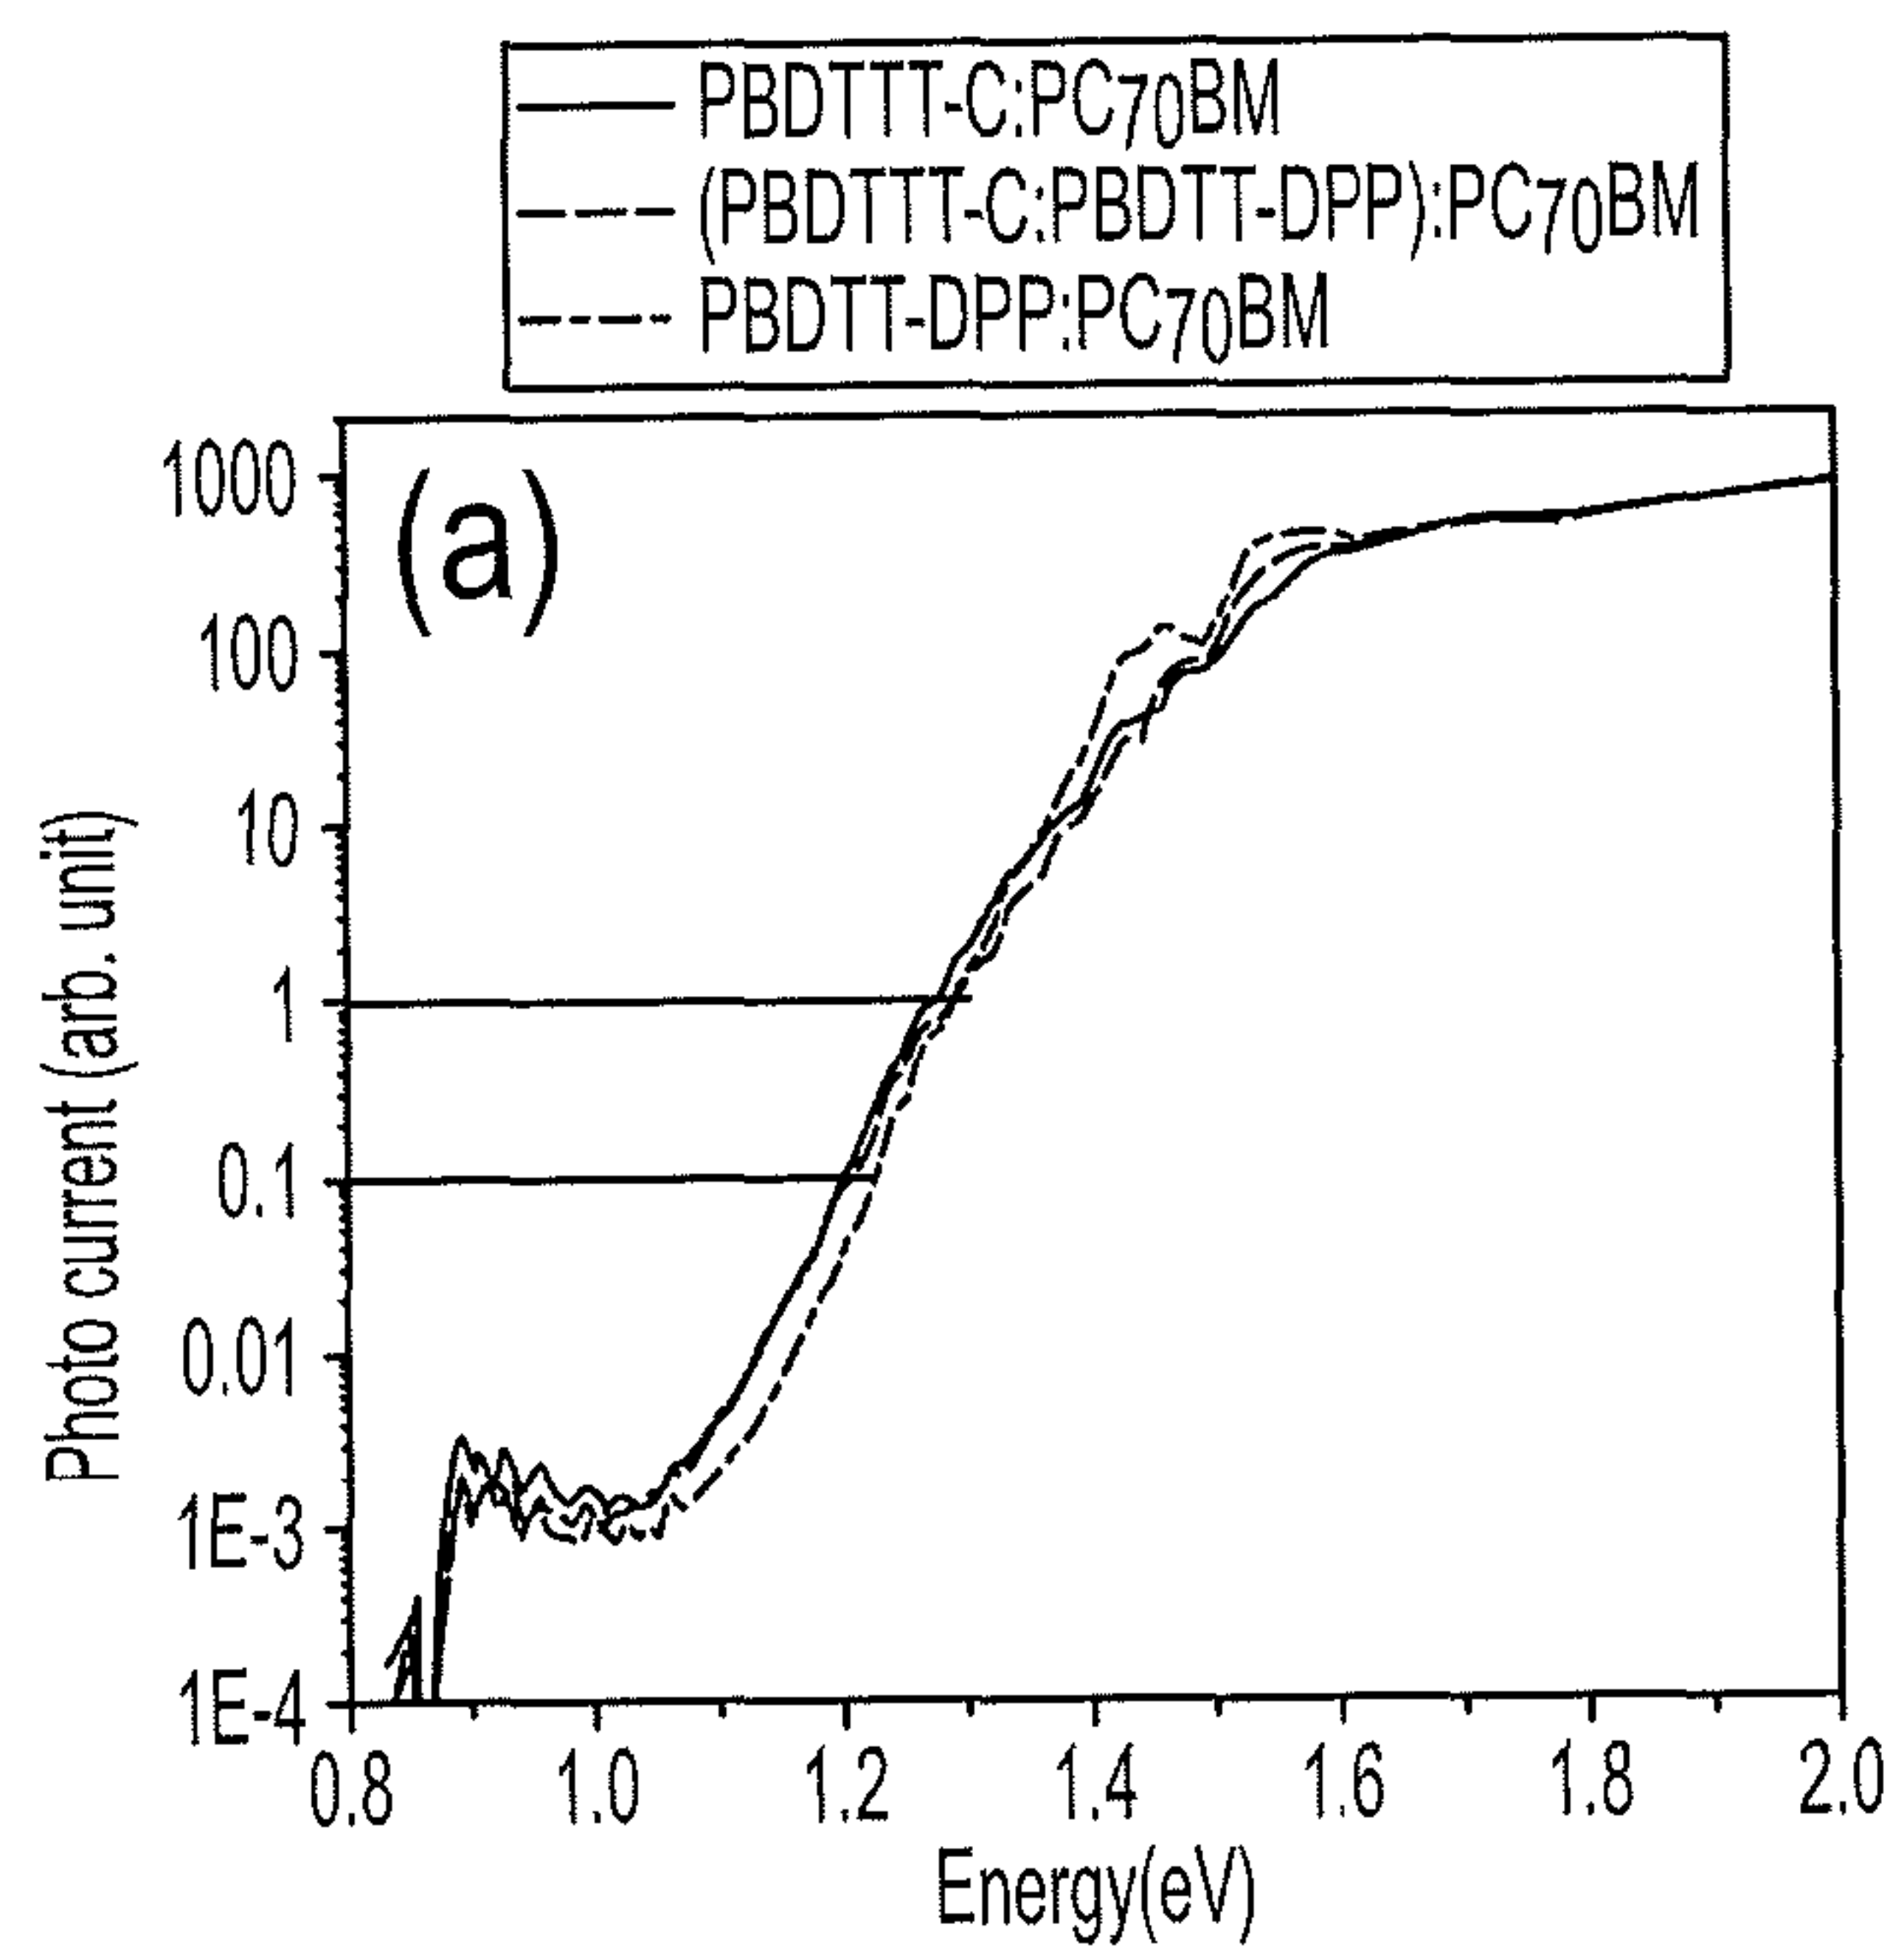 PBDTTT-C:PC70BM
(PBDTTT-C:PBDTT-DPP):PC70BM
PBDTT-DPP:PC70BM
(a)
1000
100
10
1
0.1
0.01
1E-3
1E-4
Photo current (arb. unit)
0.8 1.0 1.2 1.4 1.6 1.8 2.0
Energy(eV)